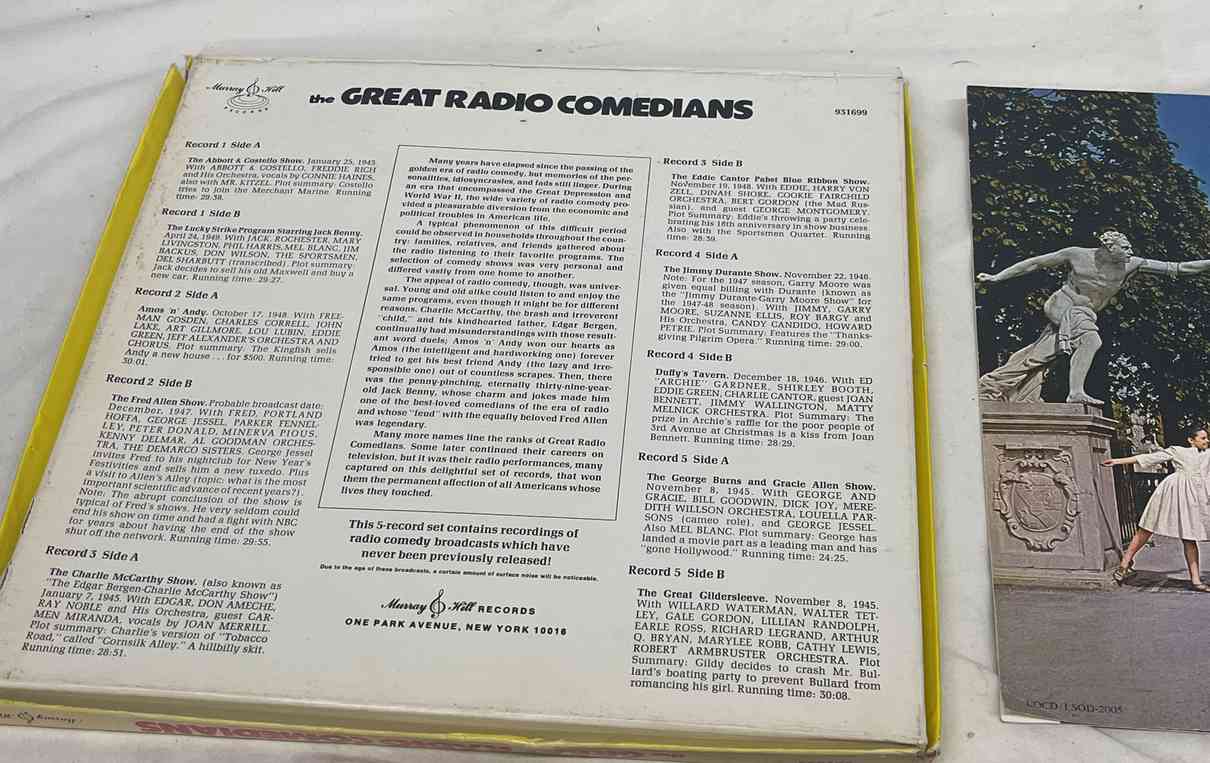 Murray Hill
RECORDS
the GREAT RADIO COMEDIANS
931699
Record 1 Side A
The Abbott & Costello Show. January 25, 1945.
With ABBOTT & COSTELLO, FREDDIE RICH
and His Orchestra, vocals by CONNIE HAINES,
also with MR. KITZEL. Plot summary: Costello
tries to join the Merchant Marine. Running
time: 29:38.
Record 1 Side B
The Lucky Strike Program Starring Jack Benny.
April 24, 1949. With JACK, ROCHESTER, MARY
LIVINGSTON, PHIL HARRIS, MEL BLANC, JIM
BACKUS, DON WILSON, THE SPORTSMEN,
DEL SHARBUTT (transcribed). Plot summary:
Jack decides to sell his old Maxwell and buy a
new car. Running time: 29:27.
Record 2 Side A
Amos 'n' Andy. October 17, 1948. With FREE-
MAN GOSDEN, CHARLES CORRELL, JOHN
LAKE, ART GILLMORE, LOU LUBIN, EDDIE
GREEN, JEFF ALEXANDER'S ORCHESTRA AND
CHORUS. Plot summary: The Kingfish sells
Andy a new house . . . for $500. Running time:
30:01.
Record 2 Side B
The Fred Allen Show. Probable broadcast date:
December, 1947. With FRED, PORTLAND
HOFFA, GEORGE JESSEL, PARKER FENNEL-
LEY, PETER DONALD, MINERVA PIOUS,
KENNY DELMAR, AL GOODMAN ORCHES-
TRA, THE DEMARCO SISTERS. George Jessel
invites Fred to his nightclub for New Year's
Festivities and sells him a new tuxedo. Plus
a visit to Allen's Alley (topic: what is the most
important scientific advance of recent years?).
Note: The abrupt conclusion of the show is
typical of Fred's shows. He very seldom could
end his show on time and had a fight with NBC
for years about having the end of the show
shut off the network. Running time: 29:55.
Record 3 Side A
The Charlie McCarthy Show. (also known as
"The Edgar Bergen-Charlie McCarthy Show")
January 7, 1945. With EDGAR, DON AMECHE,
RAY NOBLE and His Orchestra, guest CAR-
MEN MIRANDA, vocals by JOAN MERRILL.
Plot summary: Charlie's version of "Tobacco
Road," called "Cornsilk Alley." A hillbilly skit.
Running time: 28:51.
Many years have elapsed since the passing of the
golden era of radio comedy, but memories of the per-
sonalities, idiosyncrasies, and fads still linger. During
an era that encompassed the Great Depression and
World War II, the wide variety of radio comedy pro-
vided a pleasurable diversion from the economic and
political troubles in American life.
A typical phenomenon of this difficult period
could be observed in households throughout the coun-
try: families, relatives, and friends gathered about
the radio listening to their favorite programs. The
selection of comedy shows was very personal and
differed vastly from one home to another.
The appeal of radio comedy, though, was univer-
sal. Young and old alike could listen to and enjoy the
same programs, even though it might be for different
reasons. Charlie McCarthy, the brash and irreverent
"child," and his kindhearted father, Edgar Bergen,
continually had misunderstandings with those result-
ant word duels; Amos 'n' Andy won our hearts as
Amos (the intelligent and hardworking one) forever
tried to get his best friend Andy (the lazy and irre-
sponsible one) out of countless scrapes. Then, there
was the penny-pinching, eternally thirty-nine-year-
old Jack Benny, whose charm and jokes made him
one of the best-loved comedians of the era of radio
and whose "feud" with the equally beloved Fred Allen
was legendary.
Many more names line the ranks of Great Radio
Comedians. Some later continued their careers on
television, but it was their radio performances, many
captured on this delightful set of records, that won
them the permanent affection of all Americans whose
lives they touched.
This 5-record set contains recordings of
radio comedy broadcasts which have
never been previously released!
Due to the age of these broadcasts, a certain amount of surface noise will be noticeable.
Murray Hill RECORDS
ONE PARK AVENUE, NEW YORK 10016
Record 3 Side B
The Eddie Cantor Pabst Blue Ribbon Show.
November 19, 1948. With EDDIE, HARRY VON
ZELL, DINAH SHORE, COOKIE FAIRCHILD
ORCHESTRA, BERT GORDON (the Mad Rus-
sian), and guest GEORGE MONTGOMERY.
Plot Summary: Eddie's throwing a party cele-
brating his 18th anniversary in show business.
Also with the Sportsmen Quartet. Running
time: 28:39.
Record 4 Side A
The Jimmy Durante Show. November 22, 1946.
Note: For the 1947 season, Garry Moore was
given equal billing with Durante (known as
the "Jimmy Durante-Garry Moore Show" for
the 1947-48 season). With JIMMY, GARRY
MOORE, SUZANNE ELLIS, ROY BARGY and
His Orchestra, CANDY CANDIDO, HOWARD
PETRIE. Plot Summary: Features the "Thanks-
giving Pilgrim Opera." Running time: 29:00.
Record 4 Side B
Duffy's Tavern. December 18, 1946. With ED
"ARCHIE" GARDNER, SHIRLEY BOOTH,
EDDIE GREEN, CHARLIE CANTOR, guest JOAN
BENNETT, JIMMY WALLINGTON, MATTY
MELNICK ORCHESTRA. Plot Summary: The
prize in Archie's raffle for the poor people of
3rd Avenue at Christmas is a kiss from Joan
Bennett. Running time: 28:29.
Record 5 Side A
The George Burns and Gracie Allen Show.
November 8, 1945. With GEORGE AND
GRACIE, BILL GOODWIN, DICK JOY, MERE-
DITH WILLSON ORCHESTRA, LOUELLA PAR-
SONS (cameo role), and GEORGE JESSEL.
Also MEL BLANC. Plot summary: George has
landed a movie part as a leading man and has
"gone Hollywood." Running time: 24:25.
Record 5 Side B
The Great Gildersleeve. November 8, 1945.
With WILLARD WATERMAN, WALTER TET-
LEY, GALE GORDON, LILLIAN RANDOLPH,
EARLE ROSS, RICHARD LEGRAND, ARTHUR
Q. BRYAN, MARYLEE ROBB, CATHY LEWIS,
ROBERT ARMBRUSTER ORCHESTRA. Plot
Summary: Gildy decides to crash Mr. Bul-
lard's boating party to prevent Bullard from
romancing his girl. Running time: 30:08.
LOCD/LSOD-2005